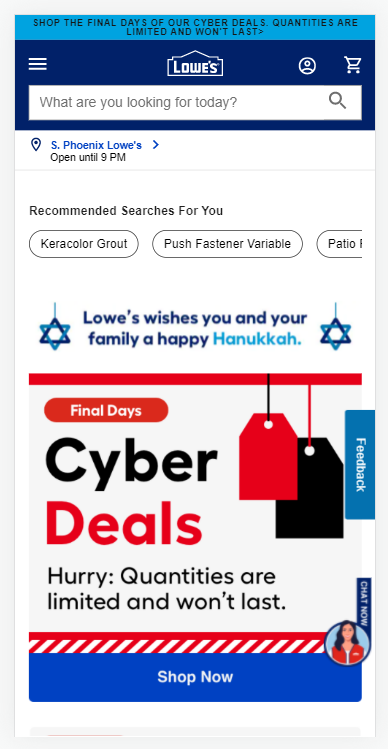 SHOP THE FINAL DAYS OF OUR CYBER DEALS. QUANTITIES ARE
LIMITED AND WON'T LAST>
LOWE'S
What are you looking for today?
S. Phoenix Lowe's
Open until 9 PM
Recommended Searches For You
Keracolor Grout
Push Fastener Variable
Patio
Lowe's wishes you and your
family a happy Hanukkah.
Final Days
Cyber
Deals
Feedback
Hurry: Quantities are
limited and won't last.
CHAT NOW
Shop Now